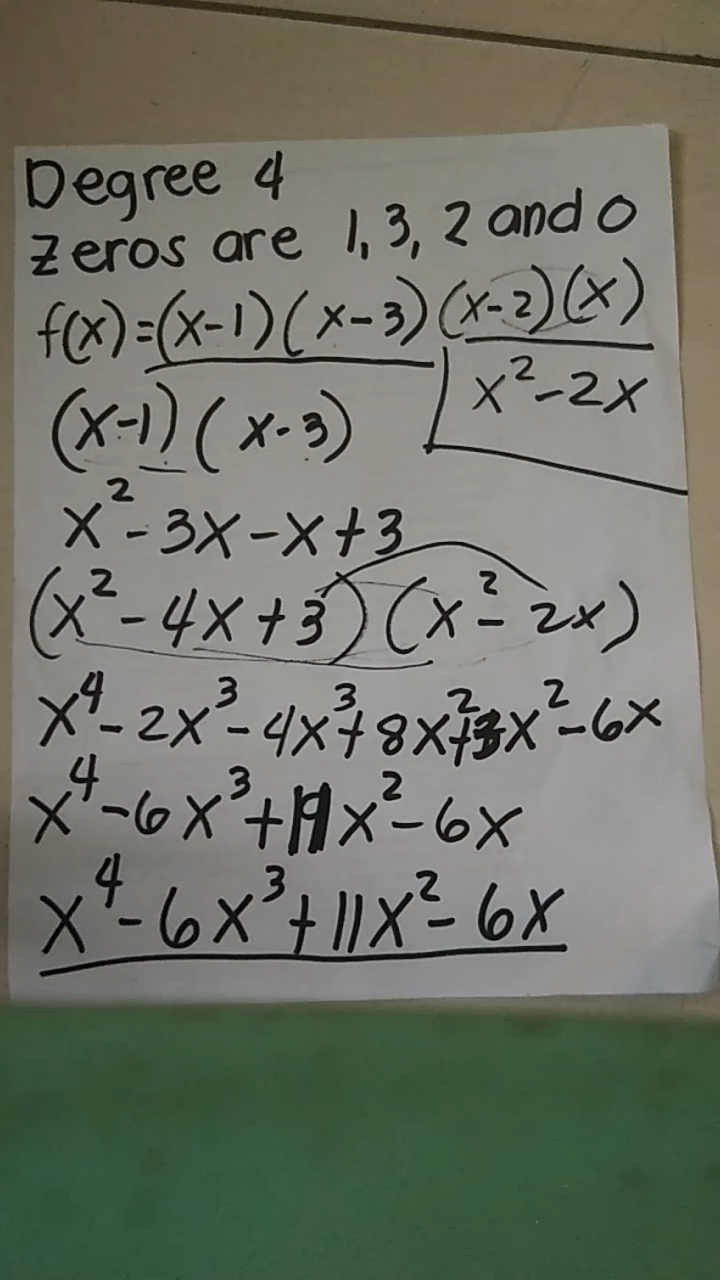 Degree 4
zeros are 1, 3, 2 and 0
f(x)=(x-1)(x-3)(x-2)(x)
x²-2x
(x-1)(x-3)
x²-3x-x+3
(x²-4x+3)(x²-2x)
x⁴-2x³-4x³+8x²+3x²-6x
x⁴-6x³+11x²-6x
x⁴-6x³+11x²-6x